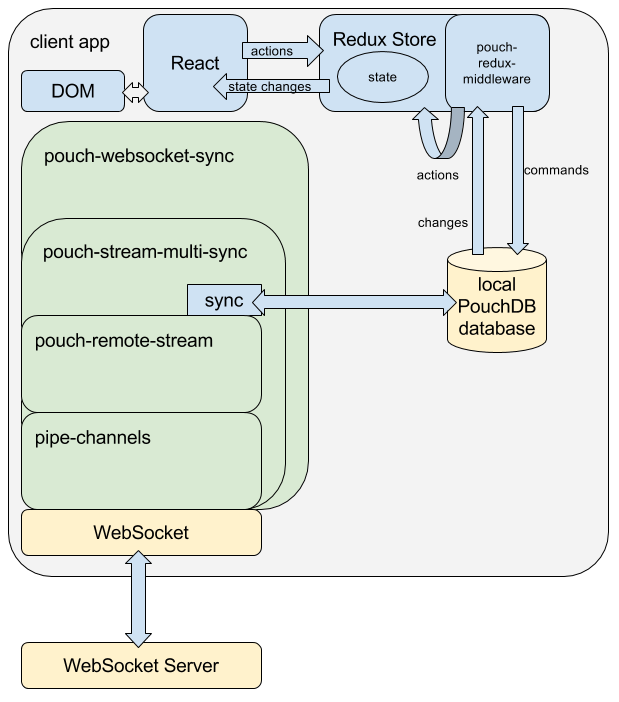 client app
React
actions
Redux Store
pouch-
redux-
middleware
state
DOM
state changes
pouch-websocket-sync
actions
commands
changes
pouch-stream-multi-sync
sync
local
PouchDB
database
pouch-remote-stream
pipe-channels
WebSocket
WebSocket Server